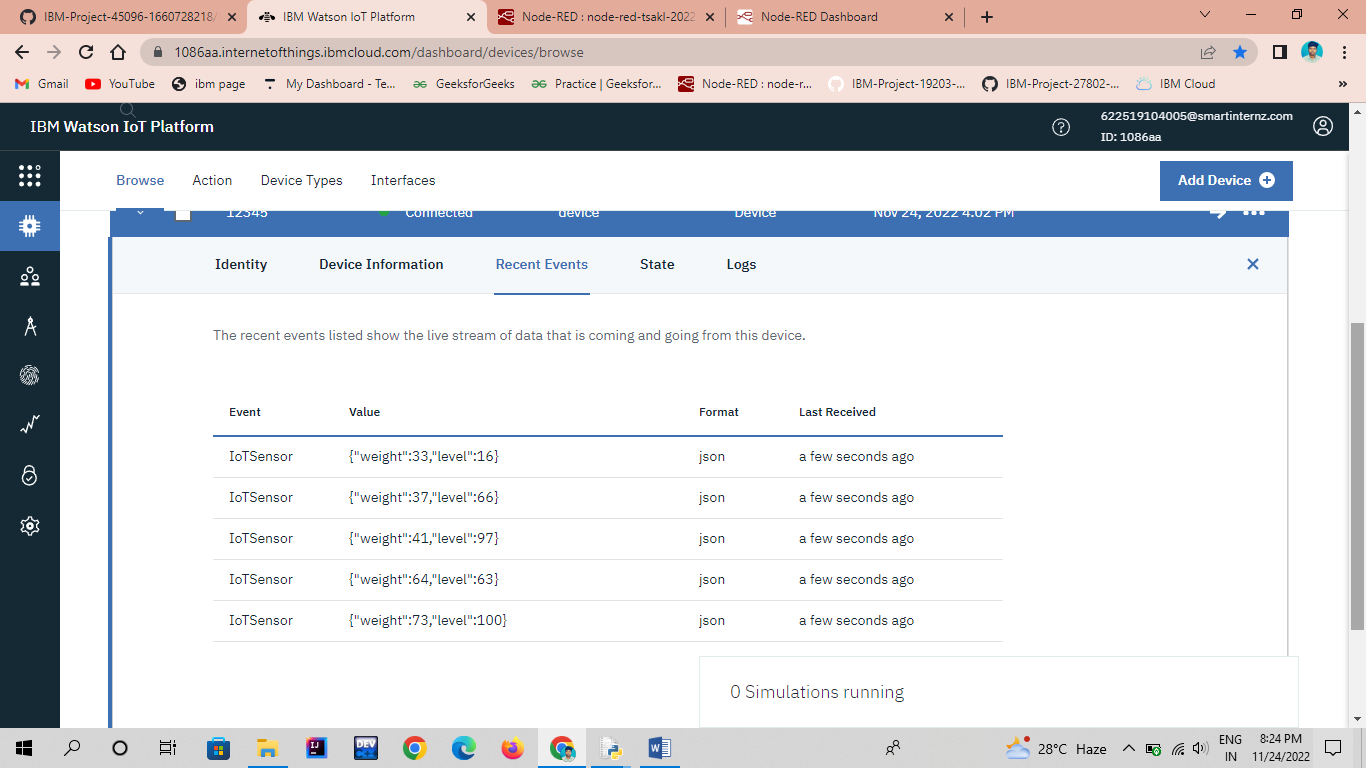 IBM-Project-45096-1660728218/
IBM Watson IoT Platform
Node-RED : node-red-tsakl-2022
Node-RED Dashboard
1086aa.internetofthings.ibmcloud.com/dashboard/devices/browse
Gmail
YouTube
ibm page
My Dashboard - Te...
GeeksforGeeks
Practice | Geeksfor...
Node-RED : node-r...
IBM-Project-19203-...
IBM-Project-27802-...
IBM Cloud
»
IBM Watson IoT Platform
622519104005@smartinternz.com
ID: 1086aa
Browse
Action
Device Types
Interfaces
Add Device
12345
Connected
device
Device
Nov 24, 2022 4:02 PM
Identity
Device Information
Recent Events
State
Logs
The recent events listed show the live stream of data that is coming and going from this device.
Event Value Format Last Received
IoTSensor {"weight":33,"level":16} json a few seconds ago
IoTSensor {"weight":37,"level":66} json a few seconds ago
IoTSensor {"weight":41,"level":97} json a few seconds ago
IoTSensor {"weight":64,"level":63} json a few seconds ago
IoTSensor {"weight":73,"level":100} json a few seconds ago
0 Simulations running
IJ
DEV
W
28°C Haze
ENG
IN
8:24 PM
11/24/2022